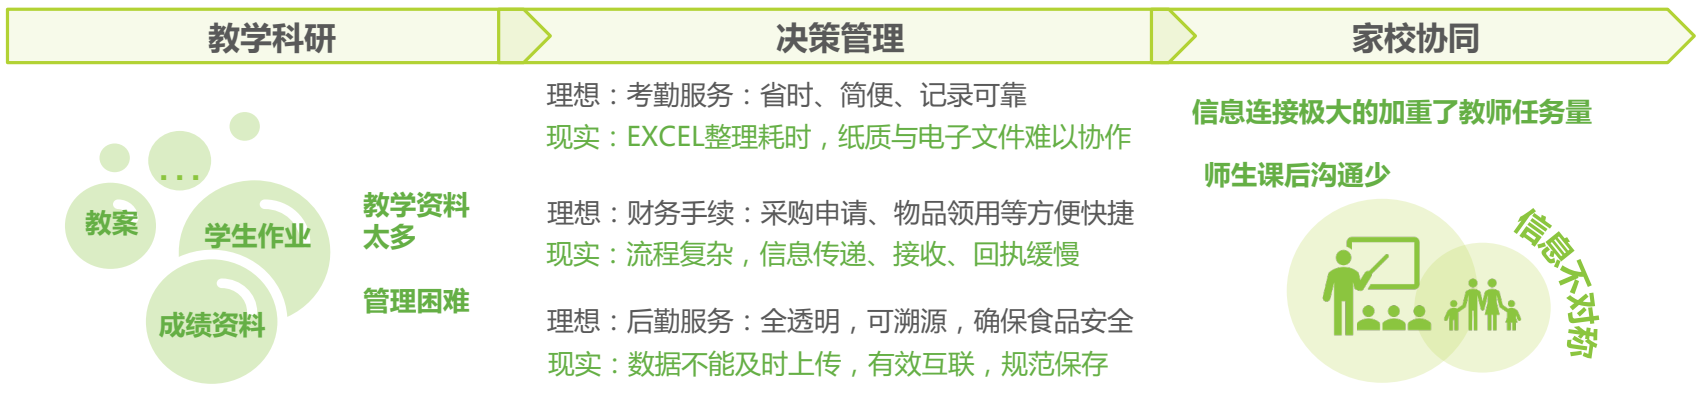 教学科研
决策管理
家校协同
...
教案
学生作业
成绩资料
教学资料
太多
管理困难
理想：考勤服务：省时、简便、记录可靠
现实：EXCEL整理耗时，纸质与电子文件难以协作
理想：财务手续：采购申请、物品领用等方便快捷
现实：流程复杂，信息传递、接收、回执缓慢
理想：后勤服务：全透明，可溯源，确保食品安全
现实：数据不能及时上传，有效互联，规范保存
信息连接极大的加重了教师任务量
师生课后沟通少
信息不对称